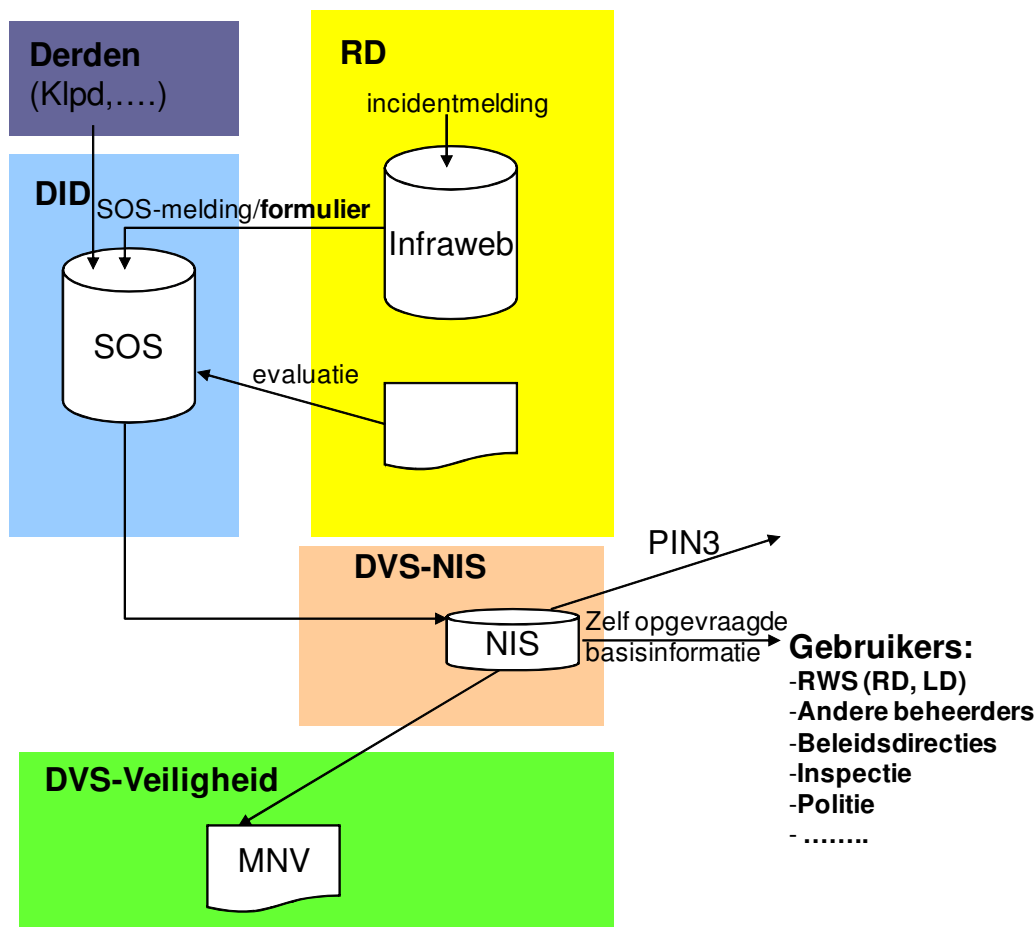 Derden
(Klpd,....)
RD
incidentmelding
DID
SOS-melding/formulier
Infraweb
SOS
evaluatie
DVS-NIS
PIN3
NIS
Zelf opgevraagde
basisinformatie
Gebruikers:
-RWS (RD, LD)
-Andere beheerders
-Beleidsdirecties
-Inspectie
-Politie
- ........
DVS-Veiligheid
MNV